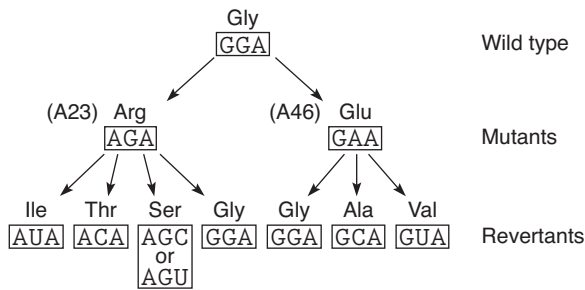 Gly
GGA
Wild type
(A23) Arg
AGA
(A46) Glu
GAA
Mutants
Ile Thr Ser Gly Gly Ala Val
AUA ACA AGC GGA GGA GCA GUA
or
AGU
Revertants